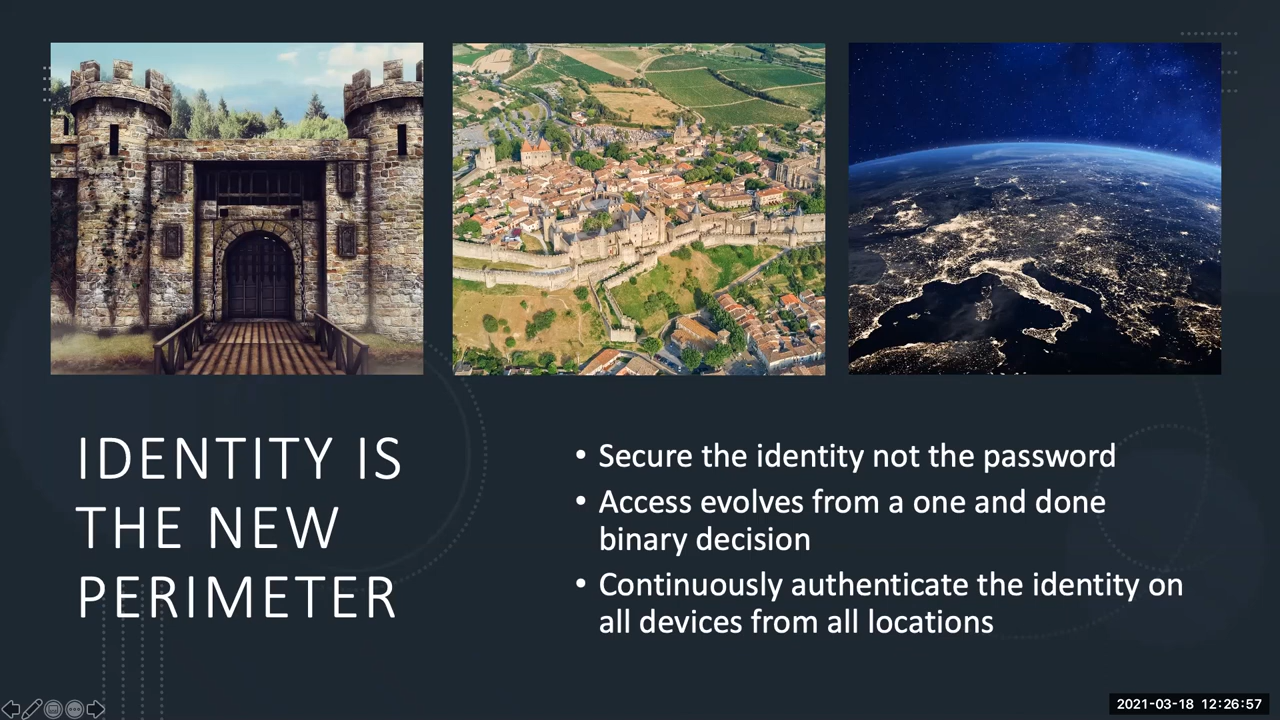 IDENTITY IS
THE NEW
PERIMETER
• Secure the identity not the password
• Access evolves from a one and done
binary decision
• Continuously authenticate the identity on
all devices from all locations
2021-03-18 12:26:57